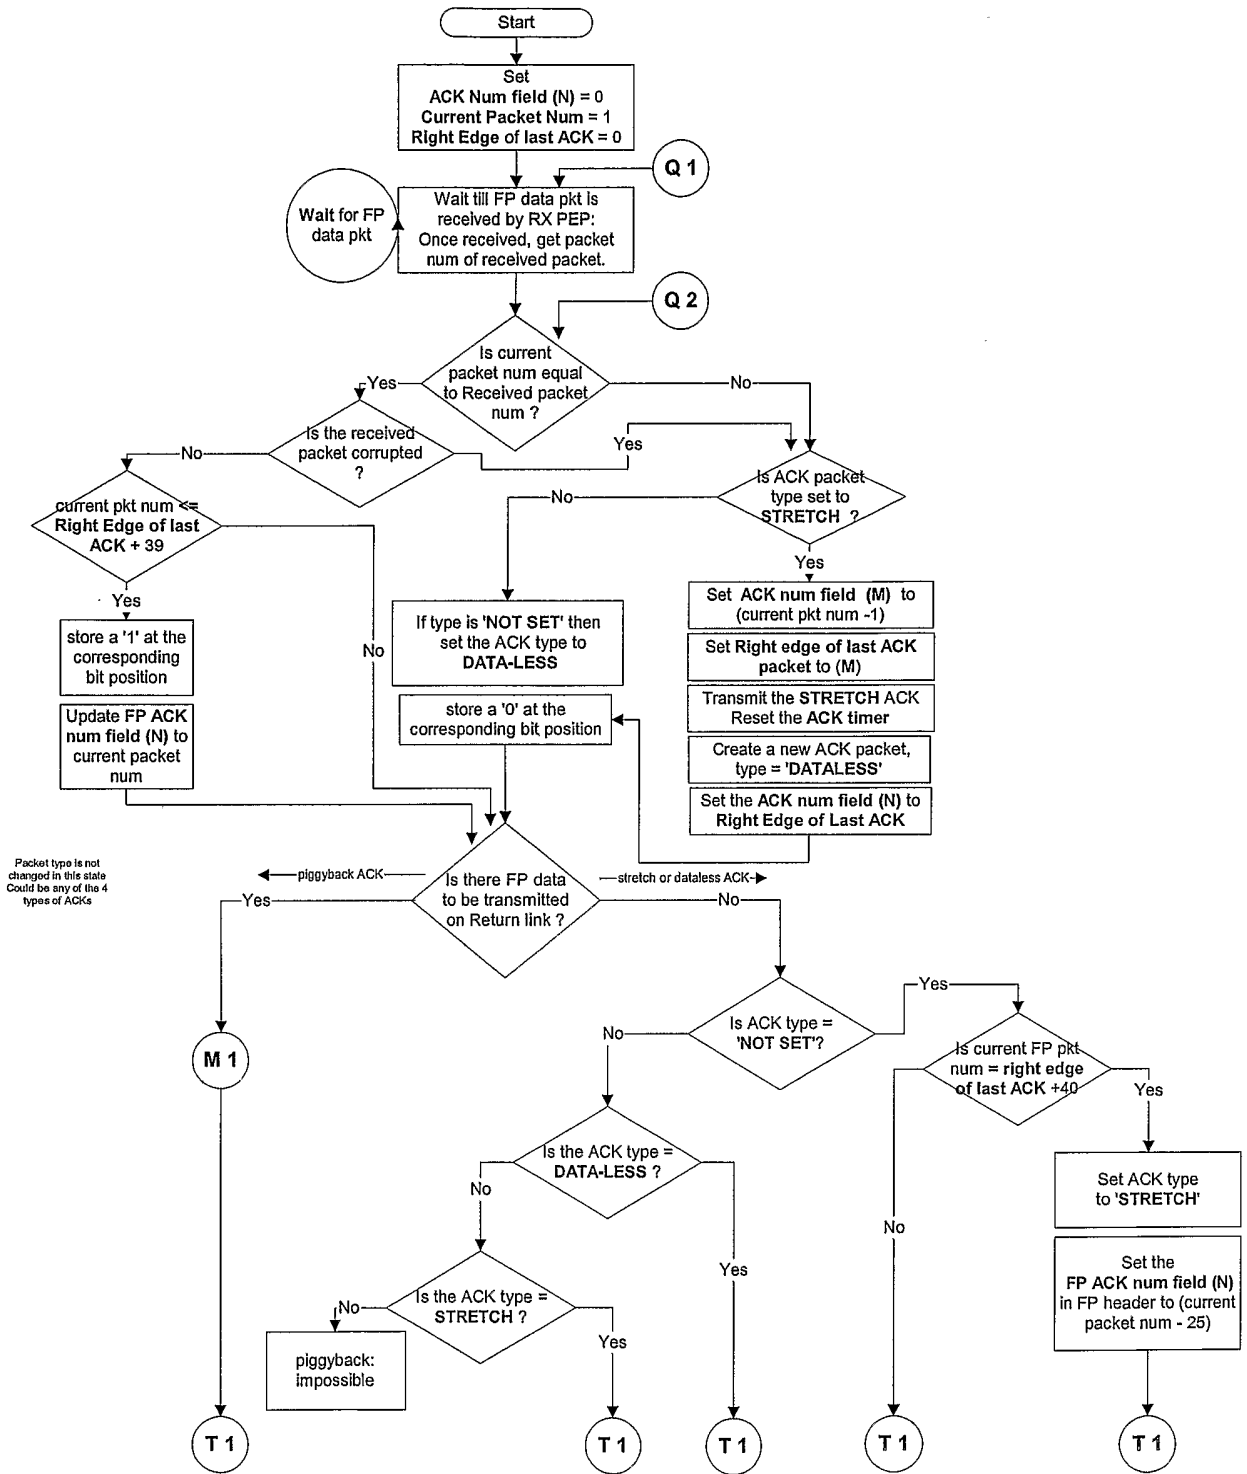 Start
Set
ACK Num field (N) = 0
Current Packet Num = 1
Right Edge of last ACK = 0
Q 1
Wait for FP
data pkt
Wait till FP data pkt is
received by RX PEP:
Once received, get packet
num of received packet.
Q 2
Is current
packet num equal
to Received packet
num ?
Yes
No
Is the received
packet corrupted
?
No
Yes
Is ACK packet
type set to
STRETCH ?
No
Yes
current pkt num <=
Right Edge of last
ACK + 39
Yes
No
store a '1' at the
corresponding
bit position
Update FP ACK
num field (N) to
current packet
num
If type is 'NOT SET' then
set the ACK type to
DATA-LESS
store a '0' at the
corresponding bit position
Set ACK num field (M) to
(current pkt num -1)
Set Right edge of last ACK
packet to (M)
Transmit the STRETCH ACK
Reset the ACK timer
Create a new ACK packet,
type = 'DATALESS'
Set the ACK num field (N) to
Right Edge Of Last ACK
Packet type is not
changed in this state
Could be any of the 4
types of ACKs
piggyback ACK
stretch or dataless ACK
Is there FP data
to be transmitted
on Return link ?
Yes
No
M 1
Is ACK type =
'NOT SET'?
No
Yes
Is current FP pkt
num = right edge
of last ACK +40
No
Yes
Is the ACK type =
DATA-LESS ?
No
Yes
Set ACK type
to 'STRETCH'
Set the
FP ACK num field (N)
in FP header to (current
packet num - 25)
Is the ACK type =
STRETCH ?
No
Yes
piggyback:
impossible
T 1
T 1
T 1
T 1
T 1